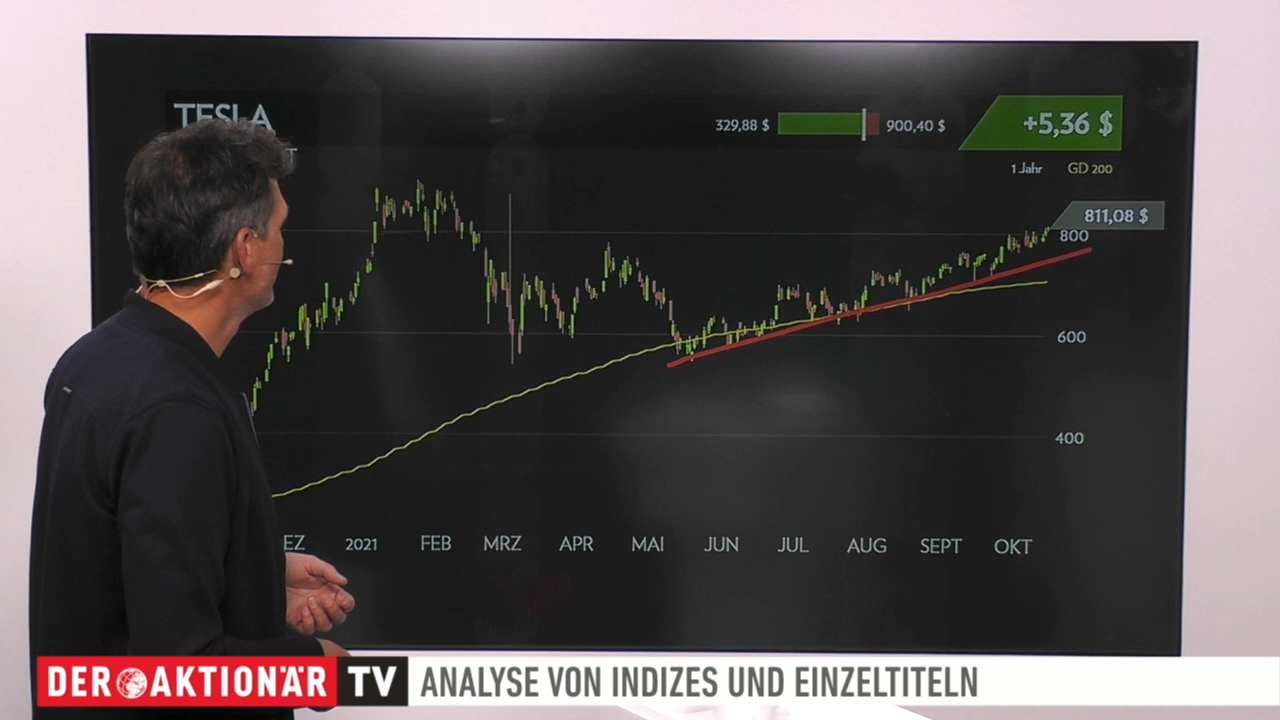 TESLA
T
329,88 $ 900,40 $ +5,36 $
1 Jahr GD 200
811,08 $
800
600
400
EZ 2021 FEB MRZ APR MAI JUN JUL AUG SEPT OKT
DER AKTIONÄR TV ANALYSE VON INDIZES UND EINZELTITELN